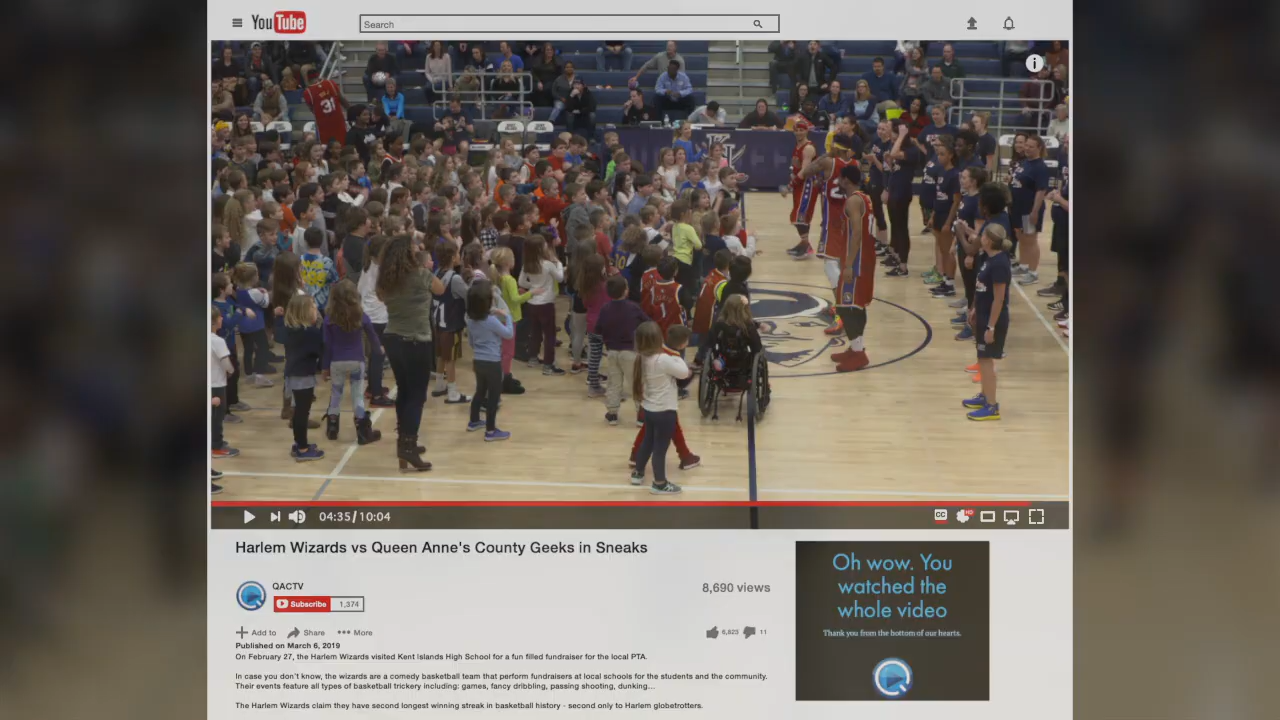 YouTube
Search
i
31
1
04:35/10:04
CC
HD
Harlem Wizards vs Queen Anne's County Geeks in Sneaks
QACTV
8,690 views
Subscribe 1,374
Add to Share More
6,823 11
Published on March 6, 2019
On February 27, the Harlem Wizards visited Kent Islands High School for a fun filled fundraiser for the local PTA.
In case you don't know, the wizards are a comedy basketball team that perform fundraisers at local schools for the students and the community.
Their events feature all types of basketball trickery including: games, fancy dribbling, passing shooting, dunking...
The Harlem Wizards claim they have second longest winning streak in basketball history - second only to Harlem globetrotters.
Oh wow. You
watched the
whole video
Thank you from the bottom of our hearts.